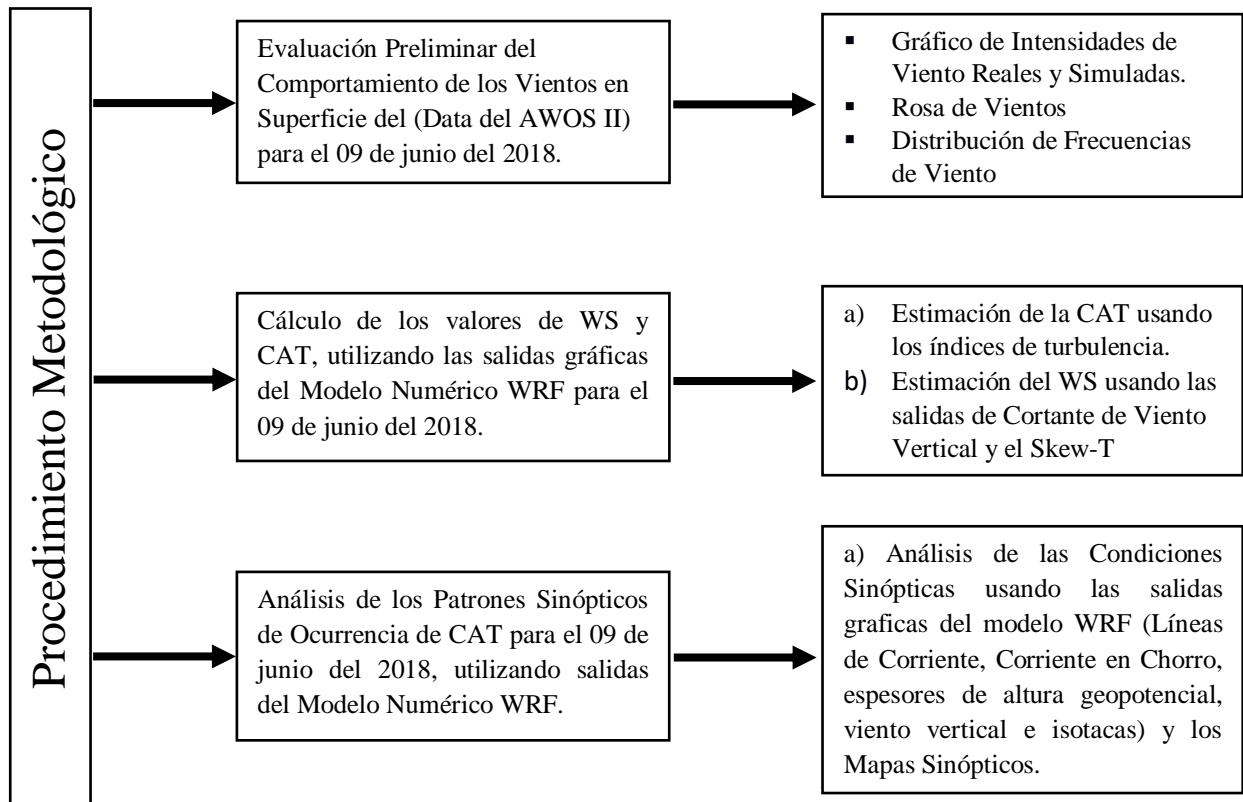 Procedimiento Metodológico
Evaluación Preliminar del
Comportamiento de los Vientos en
Superficie del (Data del AWOS II)
para el 09 de junio del 2018.
▪ Gráfico de Intensidades de
Viento Reales y Simuladas.
▪ Rosa de Vientos
▪ Distribución de Frecuencias
de Viento
Cálculo de los valores de WS y
CAT, utilizando las salidas gráficas
del Modelo Numérico WRF para el
09 de junio del 2018.
a) Estimación de la CAT usando
los índices de turbulencia.
b) Estimación del WS usando las
salidas de Cortante de Viento
Vertical y el Skew-T
Análisis de los Patrones Sinópticos
de Ocurrencia de CAT para el 09 de
junio del 2018, utilizando salidas
del Modelo Numérico WRF.
a) Análisis de las Condiciones
Sinópticas usando las salidas
graficas del modelo WRF (Líneas
de Corriente, Corriente en Chorro,
espesores de altura geopotencial,
viento vertical e isotacas) y los
Mapas Sinópticos.